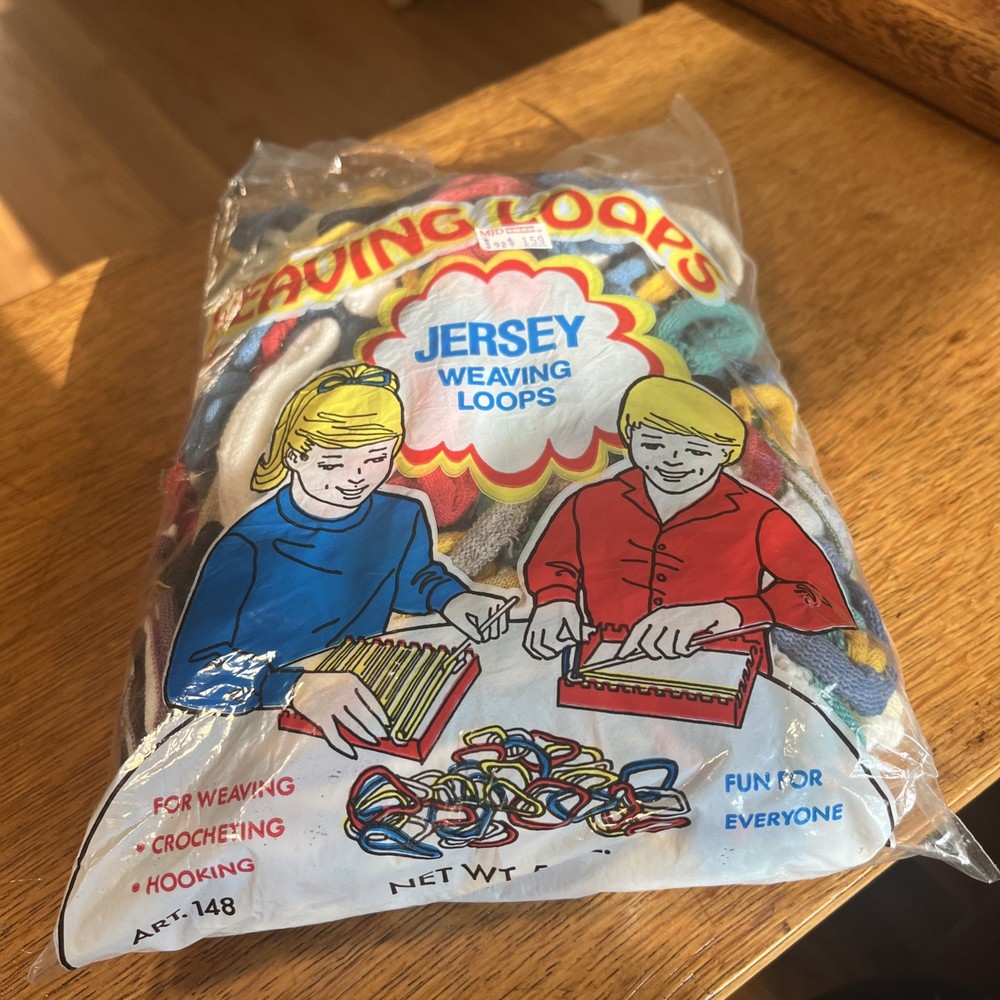 WEAVING LOOPS
JERSEY
WEAVING
LOOPS
FOR WEAVING
• CROCHETING
• HOOKING
FUN FOR
EVERYONE
NET WT.
ART. 148